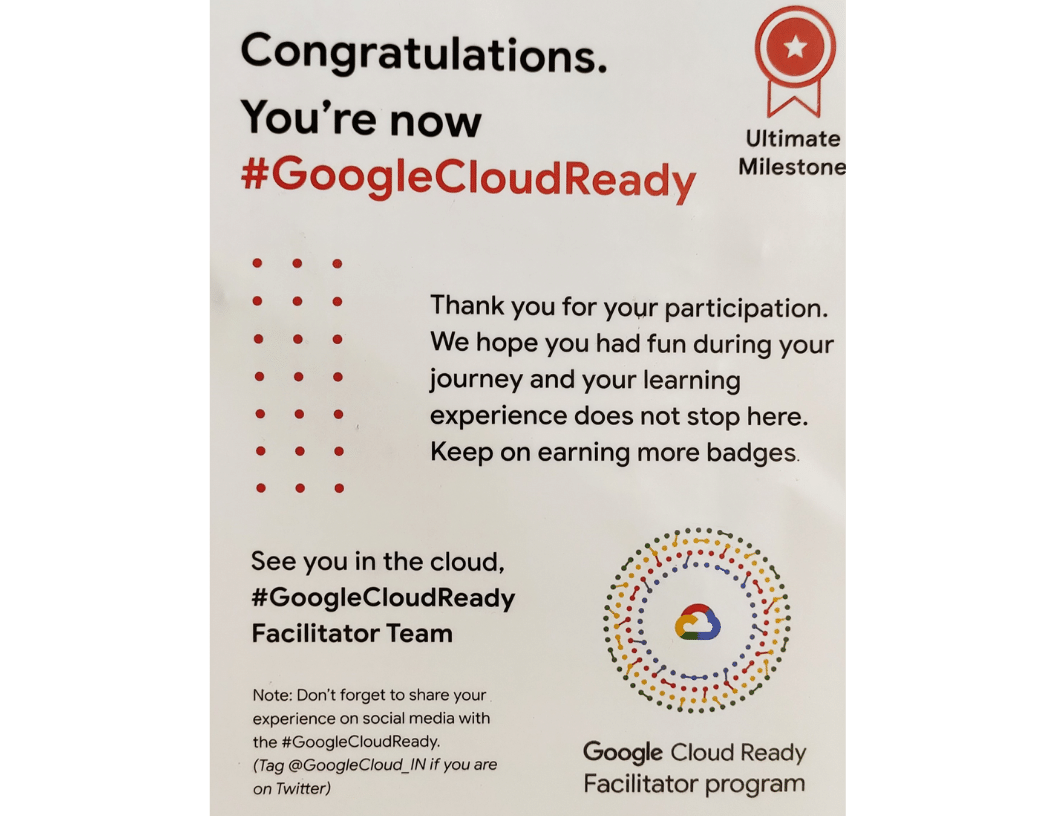 Congratulations.
You're now
#GoogleCloudReady
Ultimate
Milestone
Thank you for your participation.
We hope you had fun during your
journey and your learning
experience does not stop here.
Keep on earning more badges.
See you in the cloud,
#GoogleCloudReady
Facilitator Team
Note: Don't forget to share your
experience on social media with
the #GoogleCloudReady.
(Tag @GoogleCloud_IN if you are
on Twitter)
Google Cloud Ready
Facilitator program